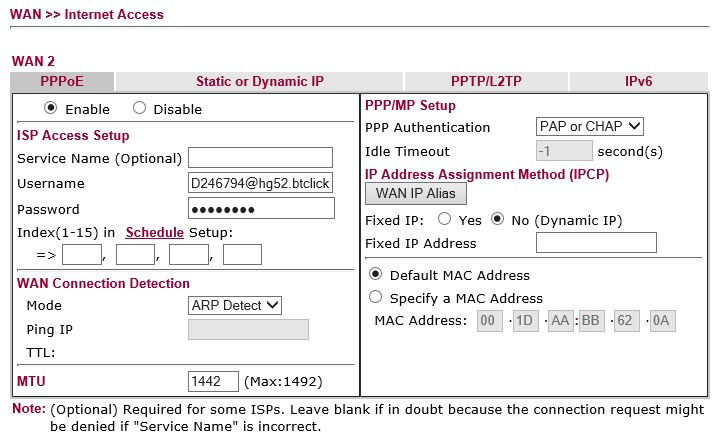 WAN >> Internet Access
WAN 2
PPPoE Static or Dynamic IP PPTP/L2TP IPv6
Enable Disable
ISP Access Setup
Service Name (Optional)
Username D246794@hg52.btclick
Password ••••••••
Index(1-15) in Schedule Setup:
=> , , ,
WAN Connection Detection
Mode ARP Detect
Ping IP
TTL:
MTU 1442 (Max:1492)
PPP/MP Setup
PPP Authentication PAP or CHAP
Idle Timeout -1 second(s)
IP Address Assignment Method (IPCP)
WAN IP Alias
Fixed IP: Yes No (Dynamic IP)
Fixed IP Address
Default MAC Address
Specify a MAC Address
MAC Address: 00 · 1D · AA : BB · 62 · 0A
Note: (Optional) Required for some ISPs. Leave blank if in doubt because the connection request might
be denied if "Service Name" is incorrect.